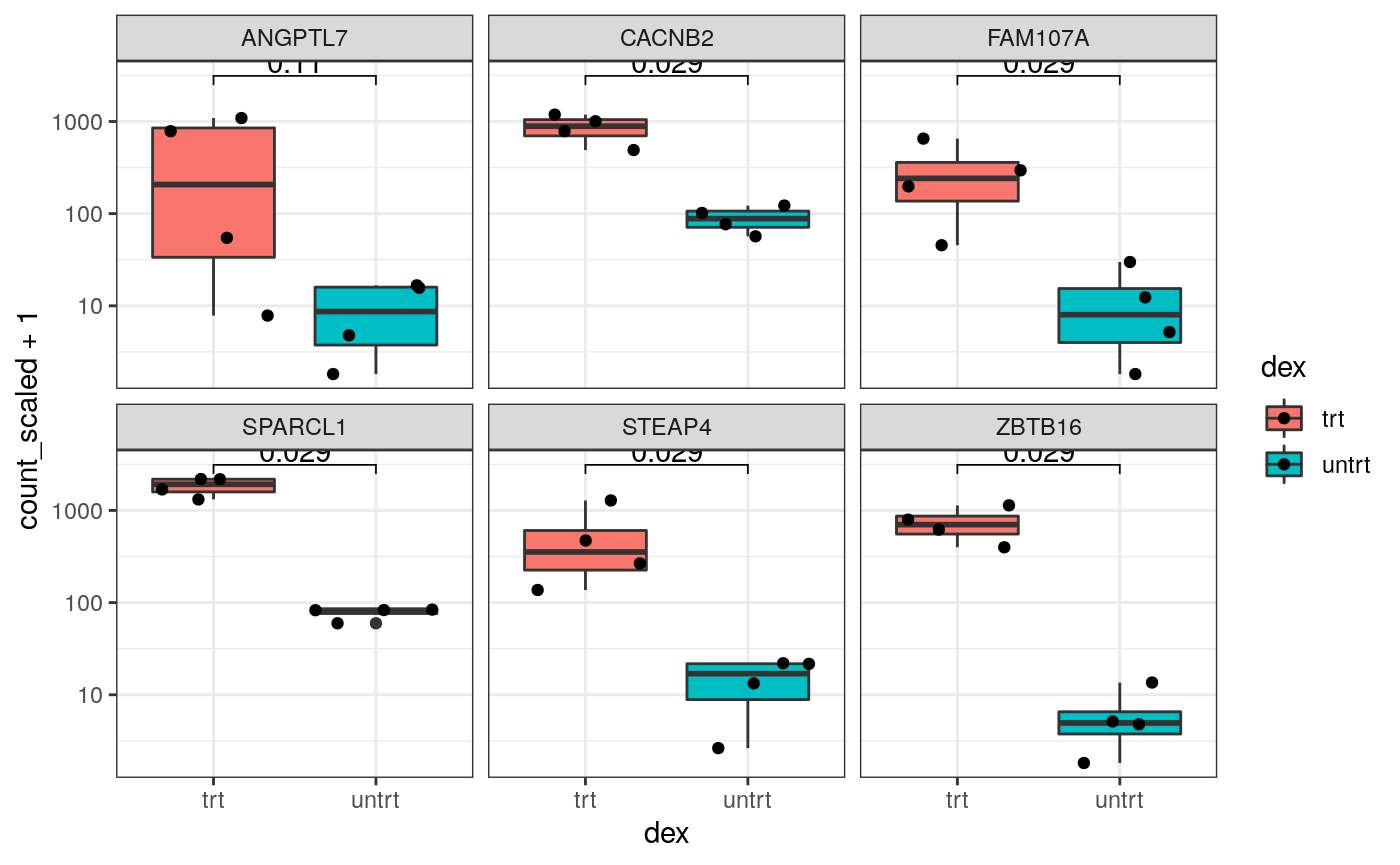 ANGPTL7
CACNB2
FAM107A
0.11
0.029
0.029
1000
100
10
SPARCL1
STEAP4
ZBTB16
0.029
0.029
0.029
1000
100
10
trt
untrt
trt
untrt
trt
untrt
dex
count_scaled + 1
dex
trt
untrt